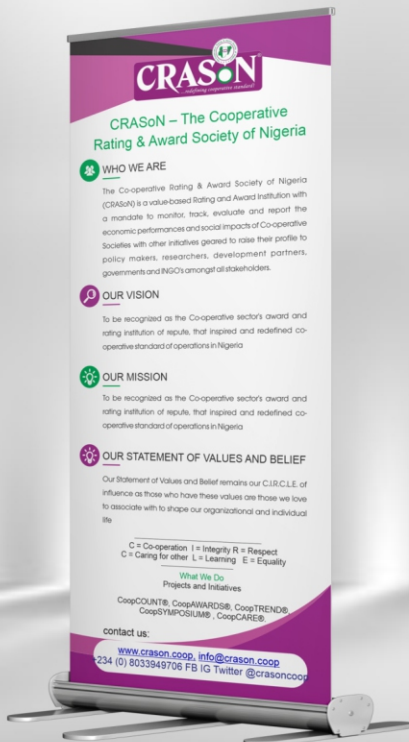 CRASoN
...redefining cooperative standard!
CRASoN – The Cooperative
Rating & Award Society of Nigeria
WHO WE ARE
The Co-operative Rating & Award Society of Nigeria
(CRASoN) is a value-based Rating and Award Institution with
a mandate to monitor, track, evaluate and report the
economic performances and social impacts of Co-operative
Societies with other initiatives geared to raise their profile to
policy makers, researchers, development partners,
governments and INGO's amongst all stakeholders.
OUR VISION
To be recognized as the Co-operative sector's award and
rating institution of repute, that inspired and redefined co-
operative standard of operations in Nigeria
OUR MISSION
To be recognized as the Co-operative sector's award and
rating institution of repute, that inspired and redefined co-
operative standard of operations in Nigeria
OUR STATEMENT OF VALUES AND BELIEF
Our Statement of Values and Belief remains our C.I.R.C.L.E. of
influence as those who have these values are those we love
to associate with to shape our organizational and individual
life
C = Co-operation I = Integrity R = Respect
C = Caring for other L = Learning E = Equality
What We Do
Projects and Initiatives
CoopCOUNT®, CoopAWARDS®, CoopTREND®
CoopSYMPOSIUM® , CoopCARE®.
contact us:
www.crason.coop, info@crason.coop
+234 (0) 8033949706 FB IG Twitter @crasoncoop